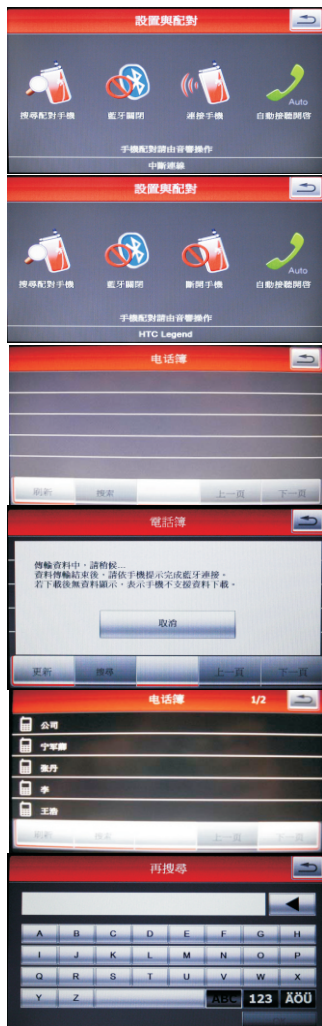 設置與配對
Auto
搜尋配對手機 藍牙關閉 連接手機 自動接聽開啓
手機配對請由音響操作
中斷連線
設置與配對
Auto
搜尋配對手機 藍牙關閉 斷開手機 自動接聽開啓
手機配對請由音響操作
HTC Legend
电话簿
刷新 搜索 上一页 下一页
電話簿
傳輸資料中,請稍候...
資料傳輸結束後,請依手機提示完成藍牙連接。
若下載後無資料顯示,表示手機不支援資料下載。
取消
更新 搜尋 上一頁 下一頁
电话簿 1/2
公司
宁军
张丹
李
王浩
刷新 搜索 上一页 下一页
再搜尋
A B C D E F G H
I J K L M N O P
Q R S T U V W X
Y Z ABC 123 ÄÖÜ